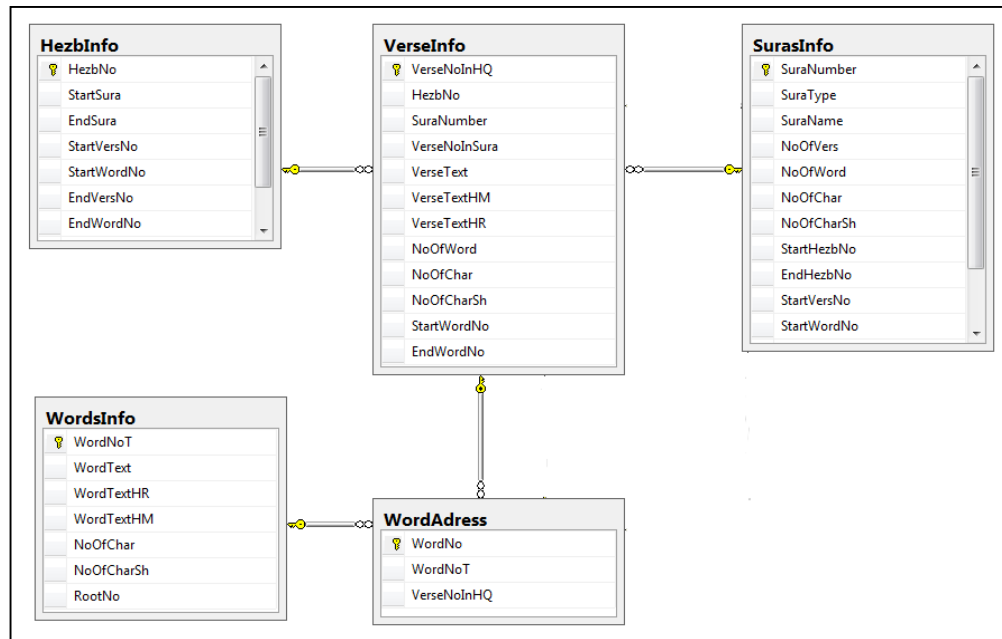 HezbInfo
HezbNo
StartSura
EndSura
StartVersNo
StartWordNo
EndVersNo
EndWordNo
VerseInfo
VerseNoInHQ
HezbNo
SuraNumber
VerseNoInSura
VerseText
VerseTextHM
VerseTextHR
NoOfWord
NoOfChar
NoOfCharSh
StartWordNo
EndWordNo
SurasInfo
SuraNumber
SuraType
SuraName
NoOfVers
NoOfWord
NoOfChar
NoOfCharSh
StartHezbNo
EndHezbNo
StartVersNo
StartWordNo
WordsInfo
WordNoT
WordText
WordTextHR
WordTextHM
NoOfChar
NoOfCharSh
RootNo
WordAdress
WordNo
WordNoT
VerseNoInHQ